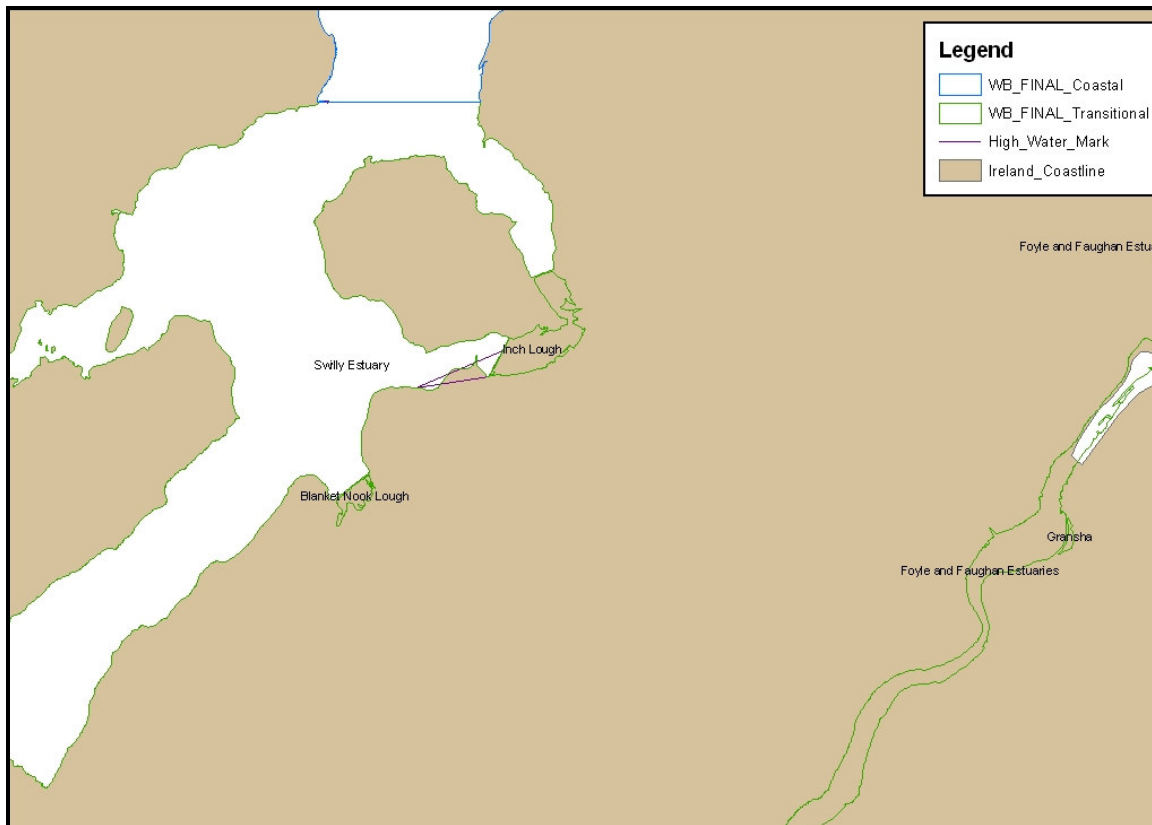 Legend
WB_FINAL_Coastal
WB_FINAL_Transitional
High_Water_Mark
Ireland_Coastline
Foyle and Faughan Estua
Inch Lough
Swilly Estuary
Blanket Nook Lough
Gransha
Foyle and Faughan Estuaries